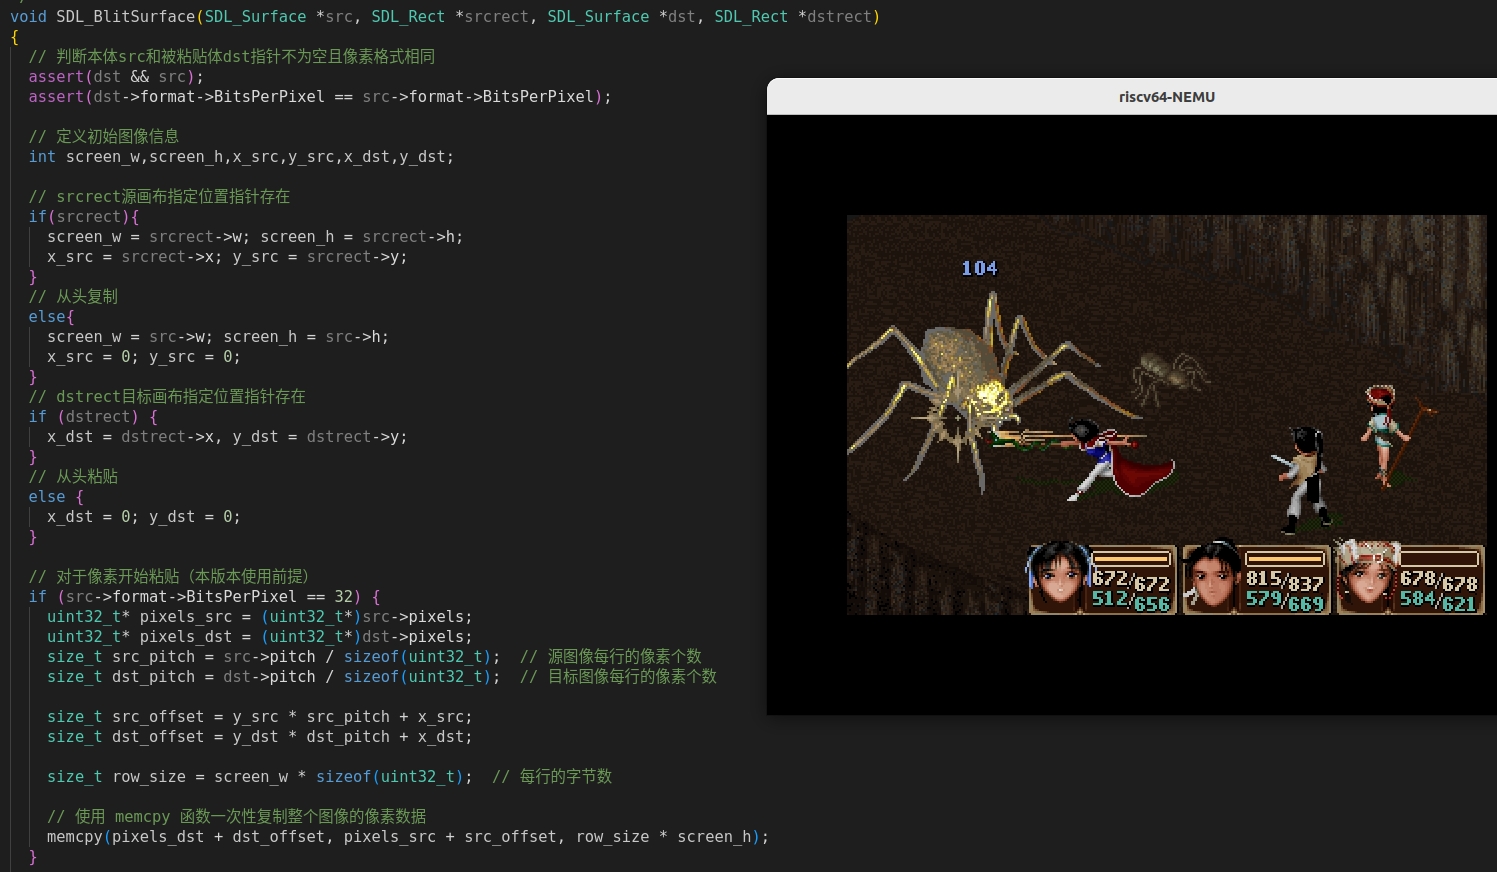 void SDL_BlitSurface(SDL_Surface *src, SDL_Rect *srcrect, SDL_Surface *dst, SDL_Rect *dstrect)
{
// 判断本体src和被粘贴体dst指针不为空且像素格式相同
assert(dst && src);
assert(dst->format->BitsPerPixel == src->format->BitsPerPixel);
// 定义初始图像信息
int screen_w,screen_h,x_src,y_src,x_dst,y_dst;
// srcrect源画布指定位置指针存在
if(srcrect){
screen_w = srcrect->w; screen_h = srcrect->h;
x_src = srcrect->x; y_src = srcrect->y;
}
// 从头复制
else{
screen_w = src->w; screen_h = src->h;
x_src = 0; y_src = 0;
}
// dstrect目标画布指定位置指针存在
if (dstrect) {
x_dst = dstrect->x, y_dst = dstrect->y;
}
// 从头粘贴
else {
x_dst = 0; y_dst = 0;
}
// 对于像素开始粘贴（本版本使用前提）
if (src->format->BitsPerPixel == 32) {
uint32_t* pixels_src = (uint32_t*)src->pixels;
uint32_t* pixels_dst = (uint32_t*)dst->pixels;
size_t src_pitch = src->pitch / sizeof(uint32_t);  // 源图像每行的像素个数
size_t dst_pitch = dst->pitch / sizeof(uint32_t);  // 目标图像每行的像素个数
size_t src_offset = y_src * src_pitch + x_src;
size_t dst_offset = y_dst * dst_pitch + x_dst;
size_t row_size = screen_w * sizeof(uint32_t);  // 每行的字节数
// 使用 memcpy 函数一次性复制整个图像的像素数据
memcpy(pixels_dst + dst_offset, pixels_src + src_offset, row_size * screen_h);
}
riscv64-NEMU
104
672/672
512/656
815/837
579/669
678/678
584/621